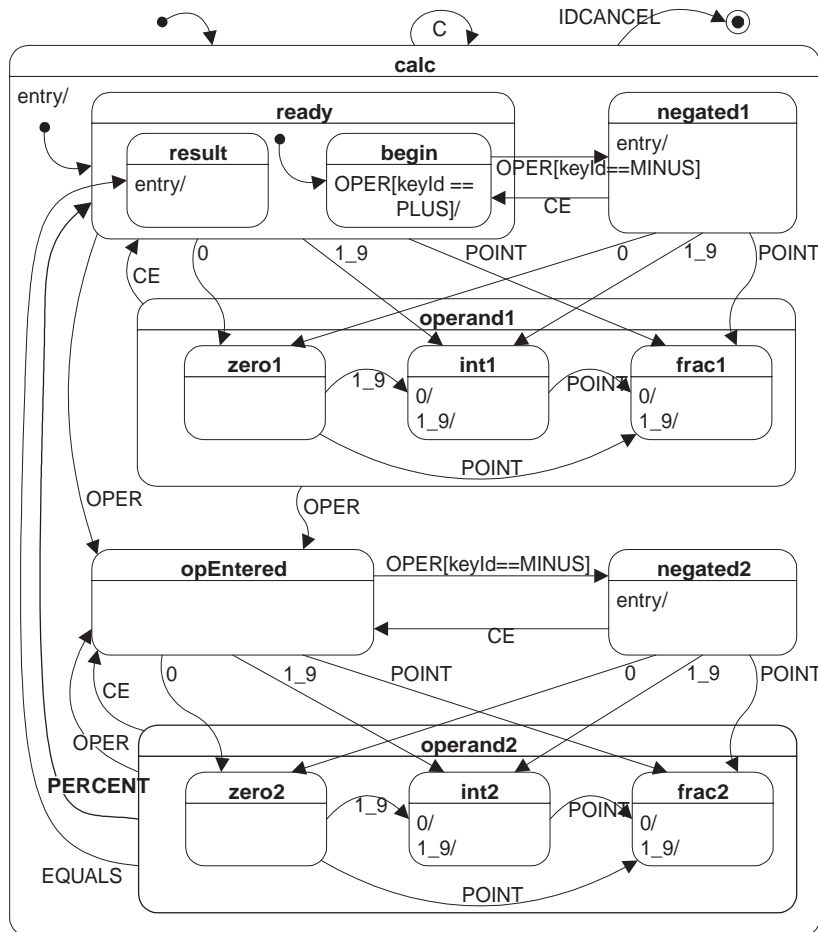 IDCANCEL
C
calc
entry/
ready
negated1
result
begin
entry/
entry/
OPER[keyId==MINUS]
OPER[keyId ==
PLUS]/
CE
0
1_9
POINT
0
1_9
POINT
CE
operand1
zero1
int1
frac1
1_9
POINT
0/
0/
1_9/
1_9/
POINT
OPER
OPER
opEntered
OPER[keyId==MINUS]
negated2
entry/
CE
0
1_9
POINT
0
1_9
POINT
CE
OPER
operand2
PERCENT
zero2
int2
frac2
1_9
POINT
0/
0/
1_9/
1_9/
EQUALS
POINT